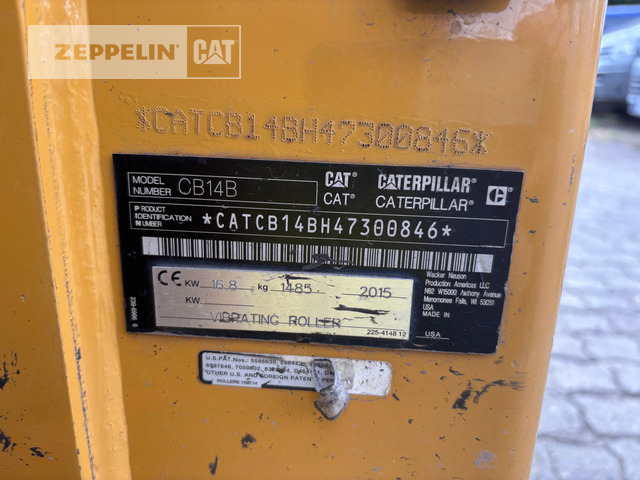 ZEPPELIN CAT
*CATCB14BH47300846*
MODEL NUMBER CB14B
CAT CATERPILLAR C
CAT® CATERPILLAR®
PRODUCT
IDENTIFICATION
NUMBER
*CATCB14BH47300846*
Wacker Neuson
Production Americas LLC
N92 W15000 Anthony Avenue
Menomonee Falls, WI 53051
USA
MADE IN
USA
CE KW 16.8 kg 1485 2015
KW
VIBRATING ROLLER
225-4148 12
U.S.PAT.Nos.:
OTHER U.S. AND FOREIGN PATENT